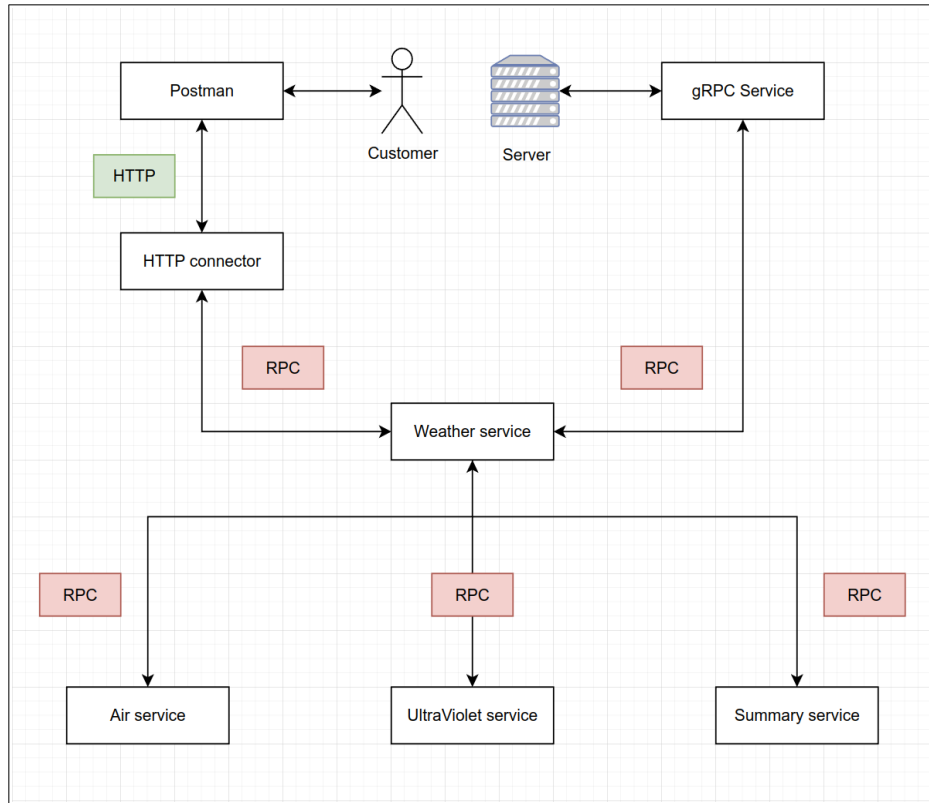 Postman
gRPC Service
Customer
Server
HTTP
HTTP connector
RPC
RPC
Weather service
RPC
RPC
RPC
Air service
UltraViolet service
Summary service